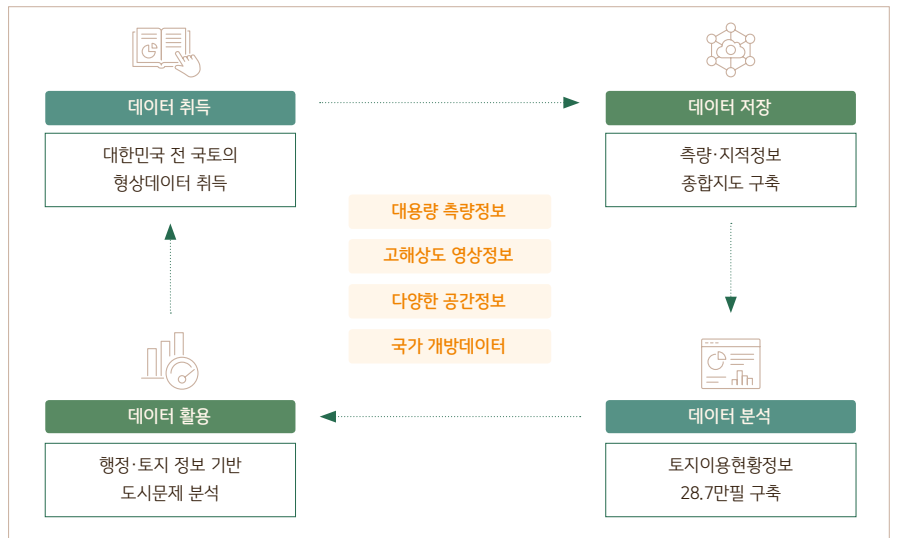 데이터 취득
대한민국 전 국토의
형상데이터 취득
데이터 저장
측량·지적정보
종합지도 구축
대용량 측량정보
고해상도 영상정보
다양한 공간정보
국가 개방데이터
데이터 활용
행정·토지 정보 기반
도시문제 분석
데이터 분석
토지이용현황정보
28.7만필 구축